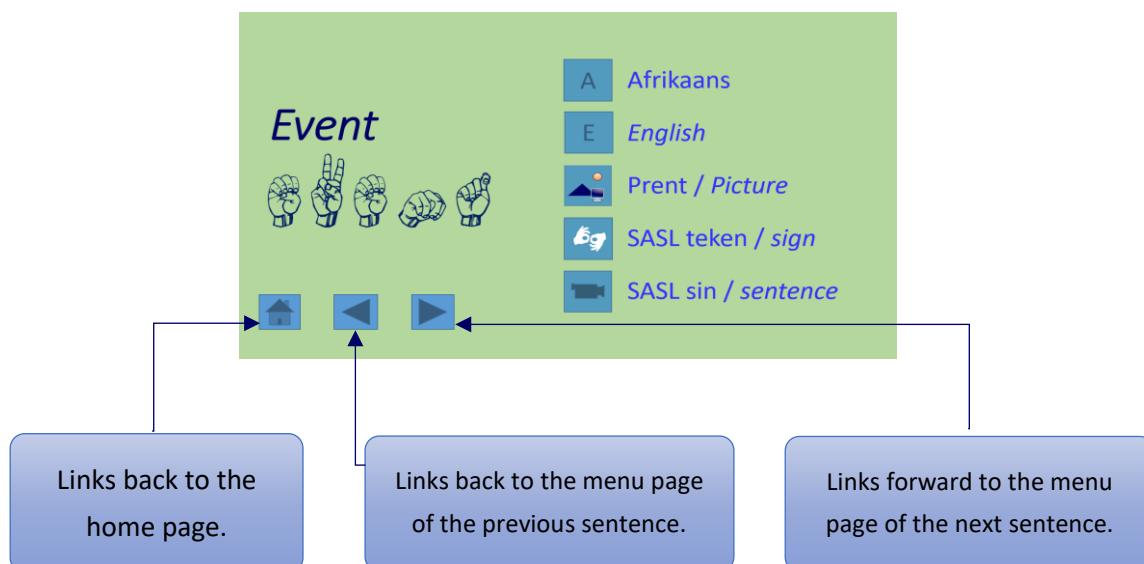 Event
A Afrikaans
E English
Prent / Picture
SASL teken / sign
SASL sin / sentence
Links back to the
home page.
Links back to the menu page
of the previous sentence.
Links forward to the menu
page of the next sentence.